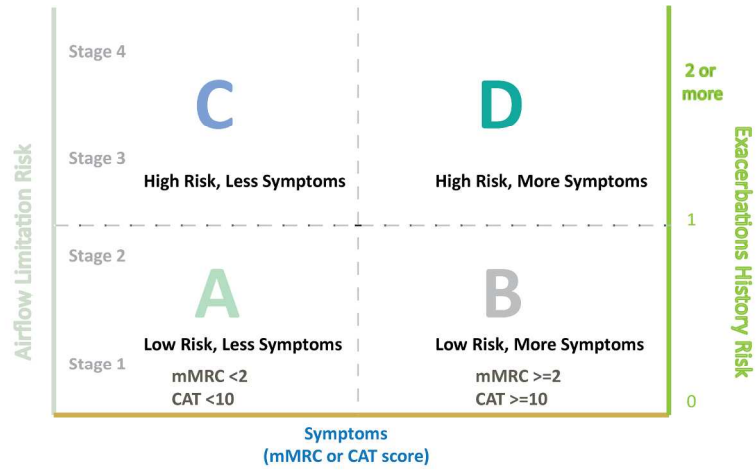 Stage 4
C
D
2 or
more
Stage 3
High Risk, Less Symptoms
High Risk, More Symptoms
Airflow Limitation Risk
Exacerbations History Risk
1
Stage 2
A
B
Low Risk, Less Symptoms
Low Risk, More Symptoms
Stage 1
mMRC <2
mMRC >=2
CAT <10
CAT >=10
0
Symptoms
(mMRC or CAT score)